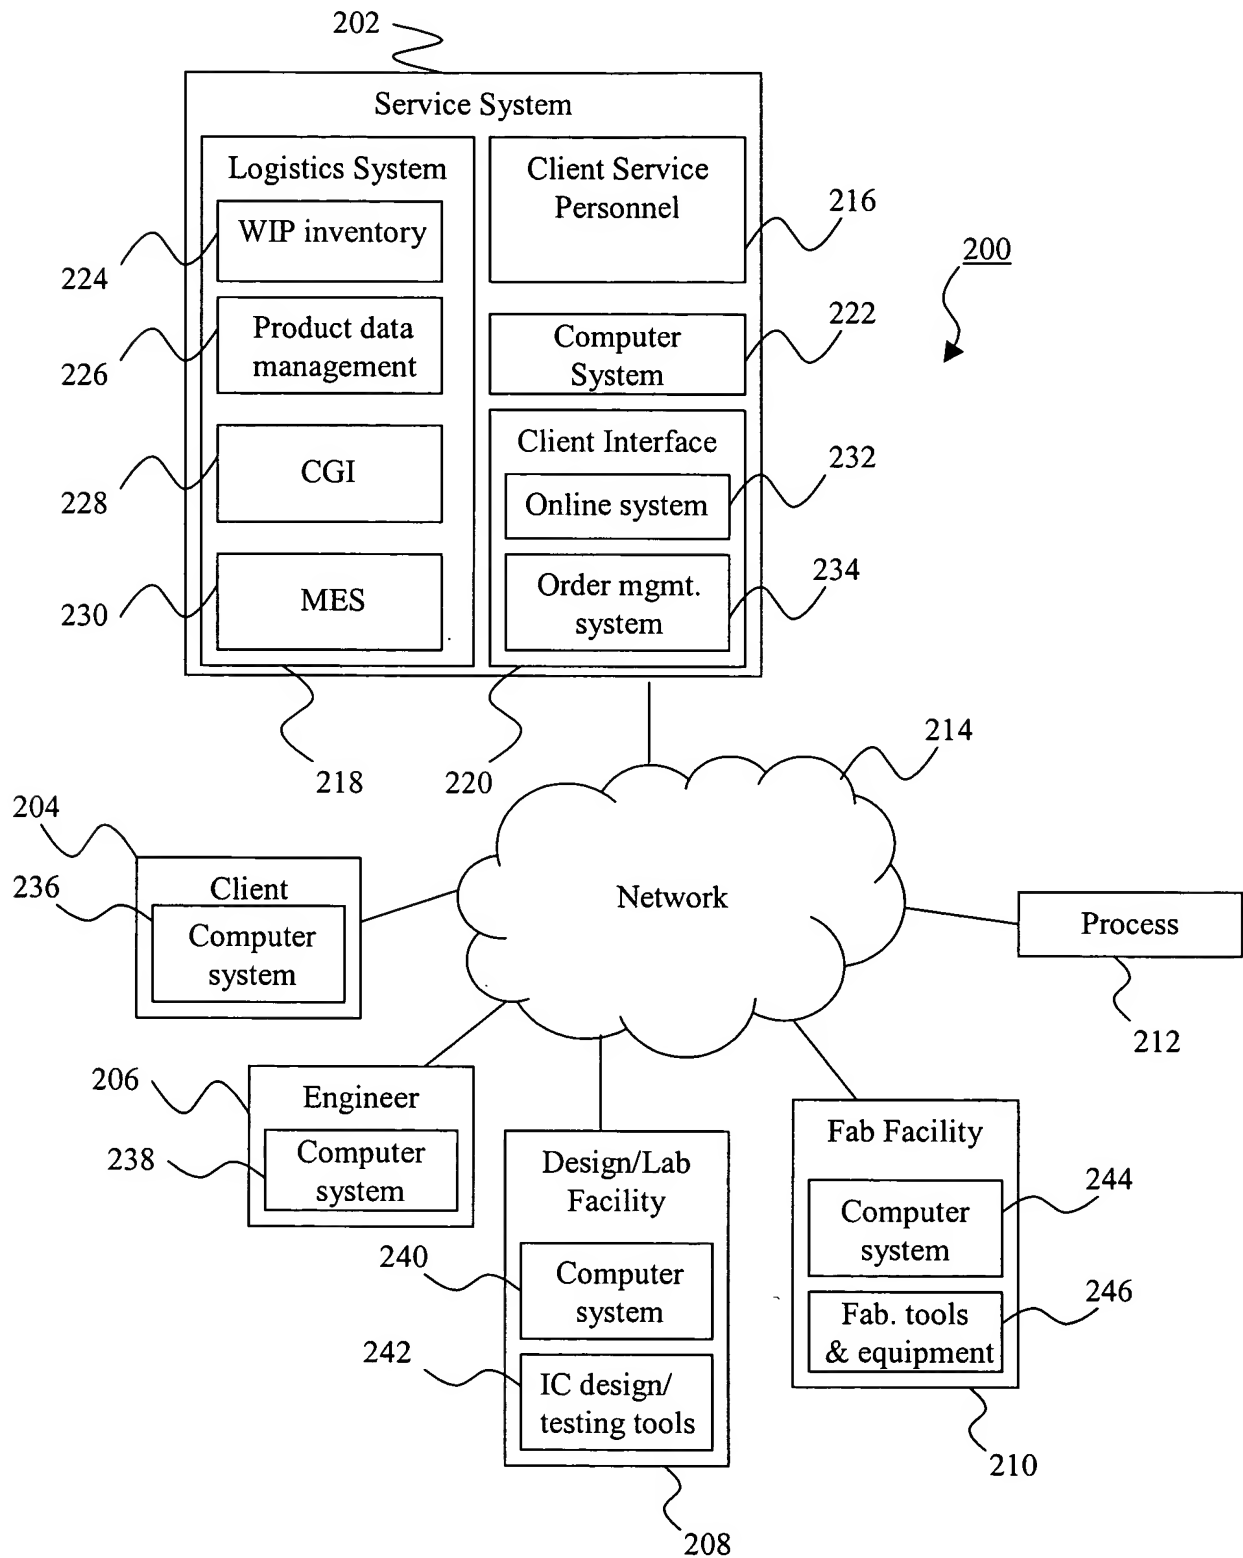 202
Service System
Logistics System
Client Service
Personnel
216
WIP inventory
224
200
Product data
management
226
Computer
System
222
Client Interface
232
CGI
228
Online system
Order mgmt.
system
234
MES
230
218
220
214
204
Client
236
Computer
system
Network
Process
212
206
Engineer
238
Computer
system
Design/Lab
Facility
Fab Facility
244
Computer
system
240
Computer
system
246
Fab. tools
& equipment
242
IC design/
testing tools
210
208